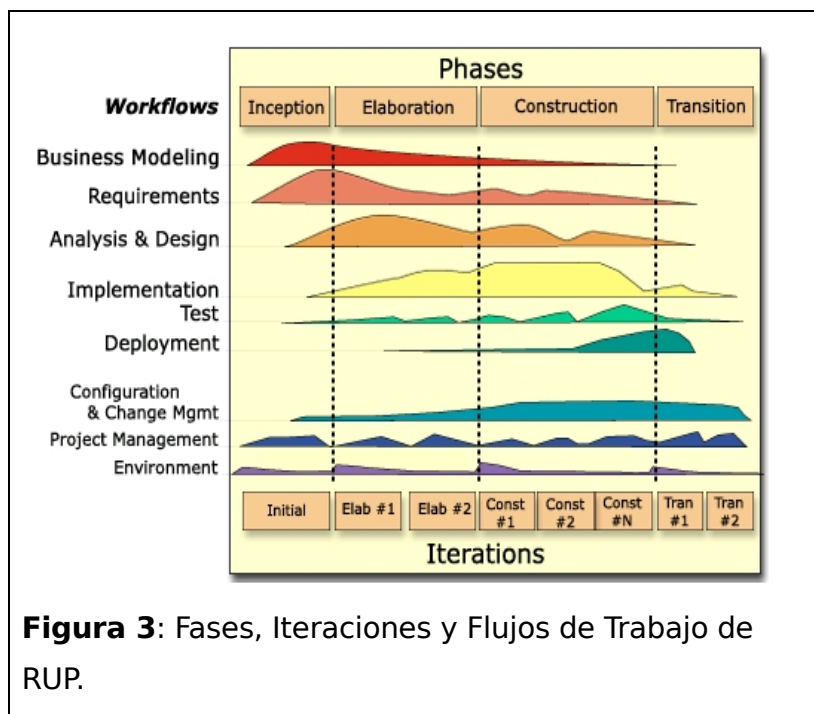 Phases
Workflows
Inception
Elaboration
Construction
Transition
Business Modeling
Requirements
Analysis & Design
Implementation
Test
Deployment
Configuration
& Change Mgmt
Project Management
Environment
Initial
Elab #1
Elab #2
Const
#1
Const
#2
Const
#N
Tran
#1
Tran
#2
Iterations
Figura 3: Fases, Iteraciones y Flujos de Trabajo de
RUP.